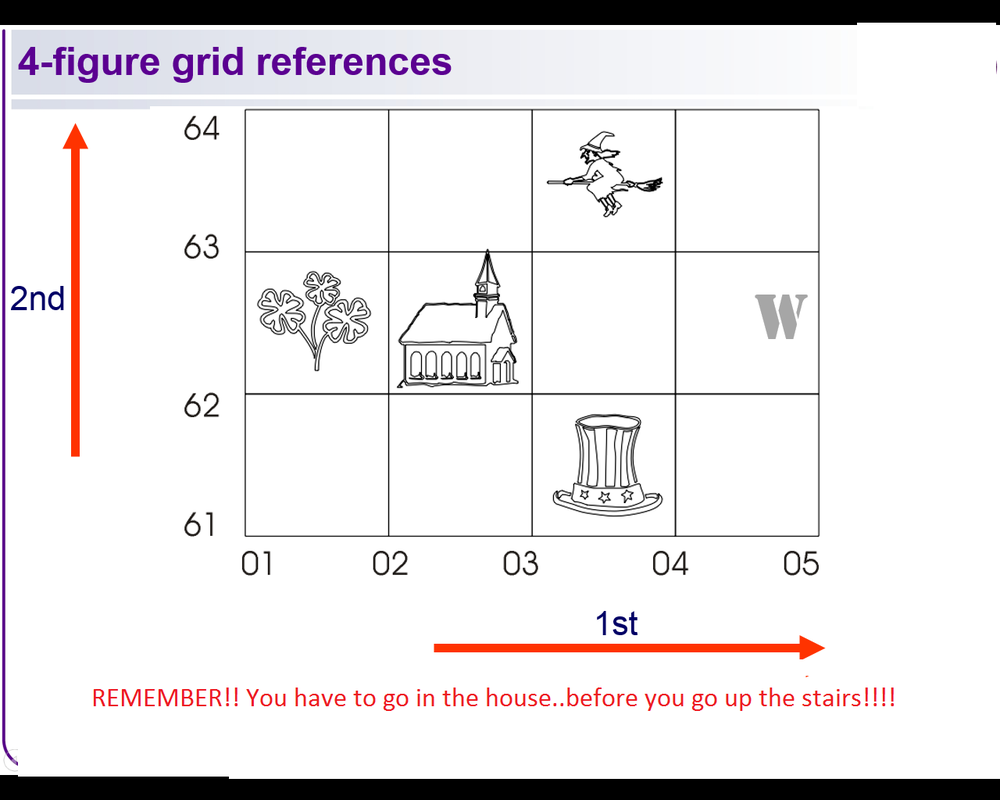 4-figure grid references
64
63
2nd
W
62
61
01 02 03 04 05
1st
REMEMBER!! You have to go in the house..before you go up the stairs!!!!